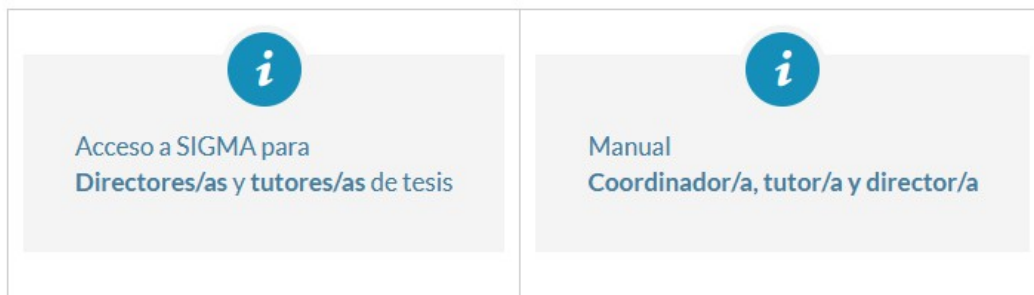 i
Acceso a SIGMA para
Directores/as y tutores/as de tesis
i
Manual
Coordinador/a, tutor/a y director/a